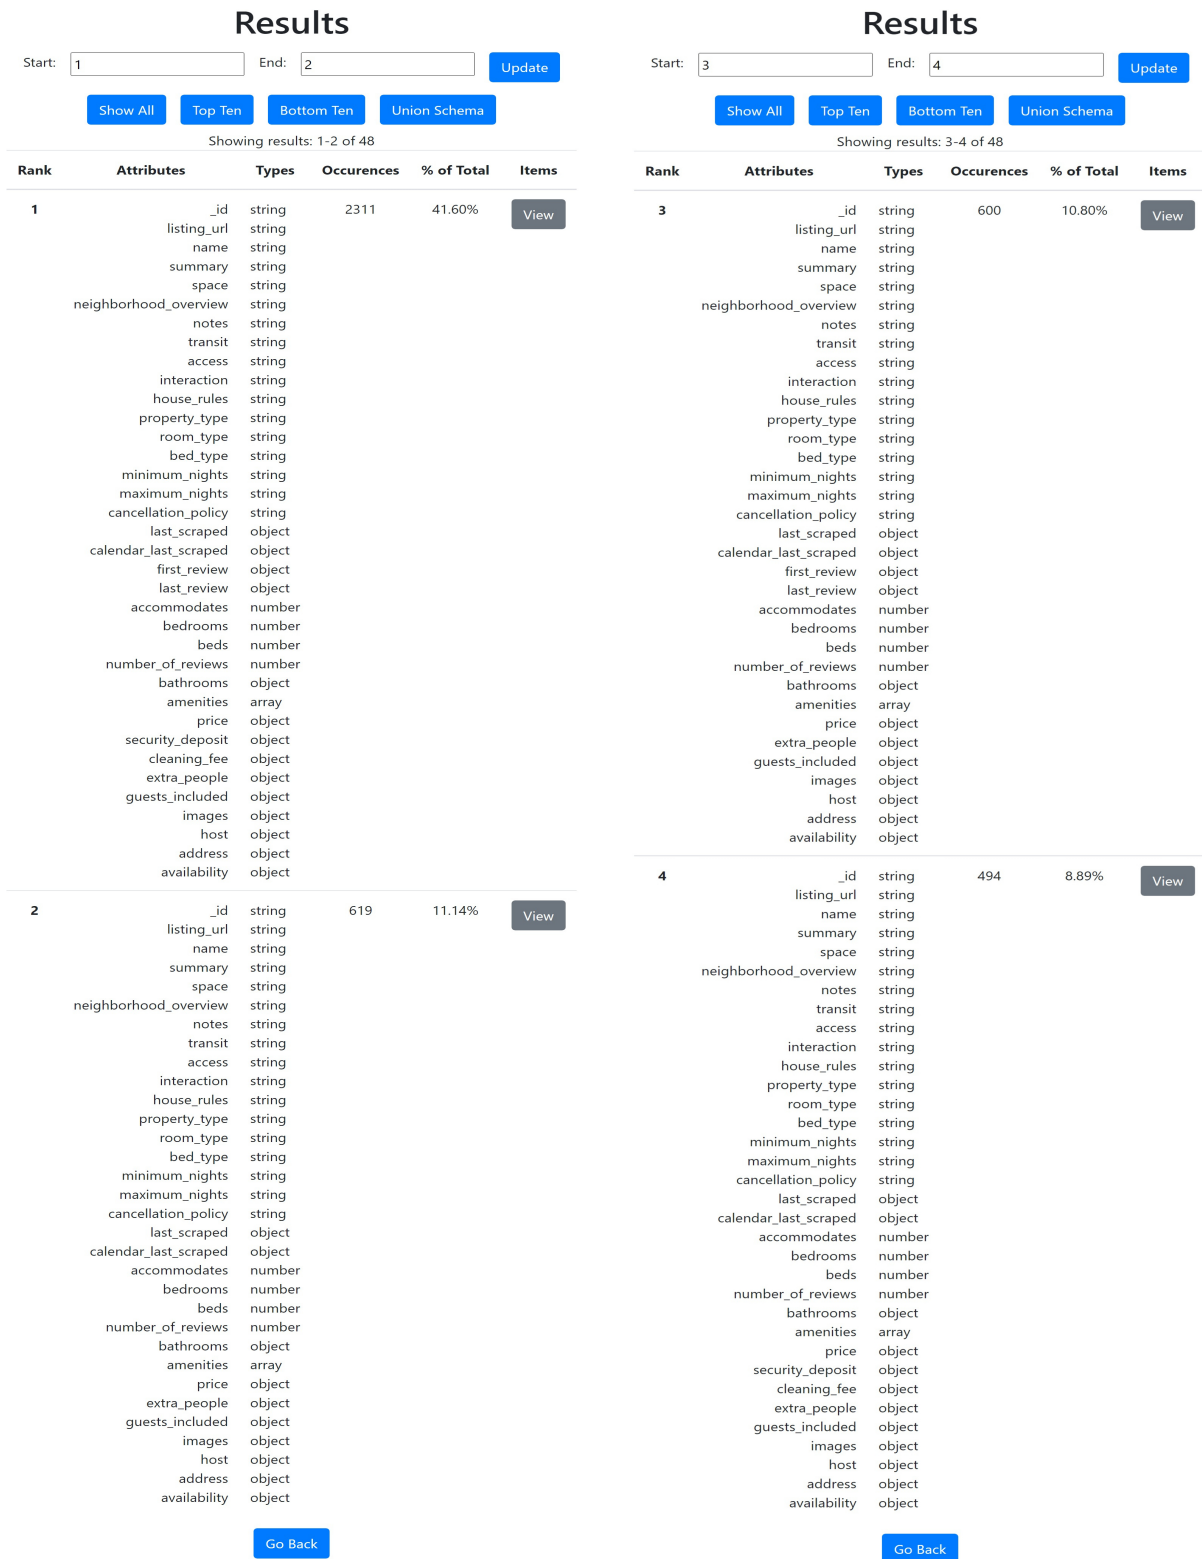 Results
Start: 1 End: 2 Update
Show All Top Ten Bottom Ten Union Schema
Showing results: 1-2 of 48
Rank Attributes Types Occurences % of Total Items
1 _id string 2311 41.60% View
listing_url string
name string
summary string
space string
neighborhood_overview string
notes string
transit string
access string
interaction string
house_rules string
property_type string
room_type string
bed_type string
minimum_nights string
maximum_nights string
cancellation_policy string
last_scraped object
calendar_last_scraped object
first_review object
last_review object
accommodates number
bedrooms number
beds number
number_of_reviews number
bathrooms object
amenities array
price object
security_deposit object
cleaning_fee object
extra_people object
guests_included object
images object
host object
address object
availability object
2 _id string 619 11.14% View
listing_url string
name string
summary string
space string
neighborhood_overview string
notes string
transit string
access string
interaction string
house_rules string
property_type string
room_type string
bed_type string
minimum_nights string
maximum_nights string
cancellation_policy string
last_scraped object
calendar_last_scraped object
accommodates number
bedrooms number
beds number
number_of_reviews number
bathrooms object
amenities array
price object
extra_people object
guests_included object
images object
host object
address object
availability object
Go Back
Results
Start: 3 End: 4 Update
Show All Top Ten Bottom Ten Union Schema
Showing results: 3-4 of 48
Rank Attributes Types Occurences % of Total Items
3 _id string 600 10.80% View
listing_url string
name string
summary string
space string
neighborhood_overview string
notes string
transit string
access string
interaction string
house_rules string
property_type string
room_type string
bed_type string
minimum_nights string
maximum_nights string
cancellation_policy string
last_scraped object
calendar_last_scraped object
first_review object
last_review object
accommodates number
bedrooms number
beds number
number_of_reviews number
bathrooms object
amenities array
price object
extra_people object
guests_included object
images object
host object
address object
availability object
4 _id string 494 8.89% View
listing_url string
name string
summary string
space string
neighborhood_overview string
notes string
transit string
access string
interaction string
house_rules string
property_type string
room_type string
bed_type string
minimum_nights string
maximum_nights string
cancellation_policy string
last_scraped object
calendar_last_scraped object
accommodates number
bedrooms number
beds number
number_of_reviews number
bathrooms object
amenities array
price object
security_deposit object
cleaning_fee object
extra_people object
guests_included object
images object
host object
address object
availability object
Go Back